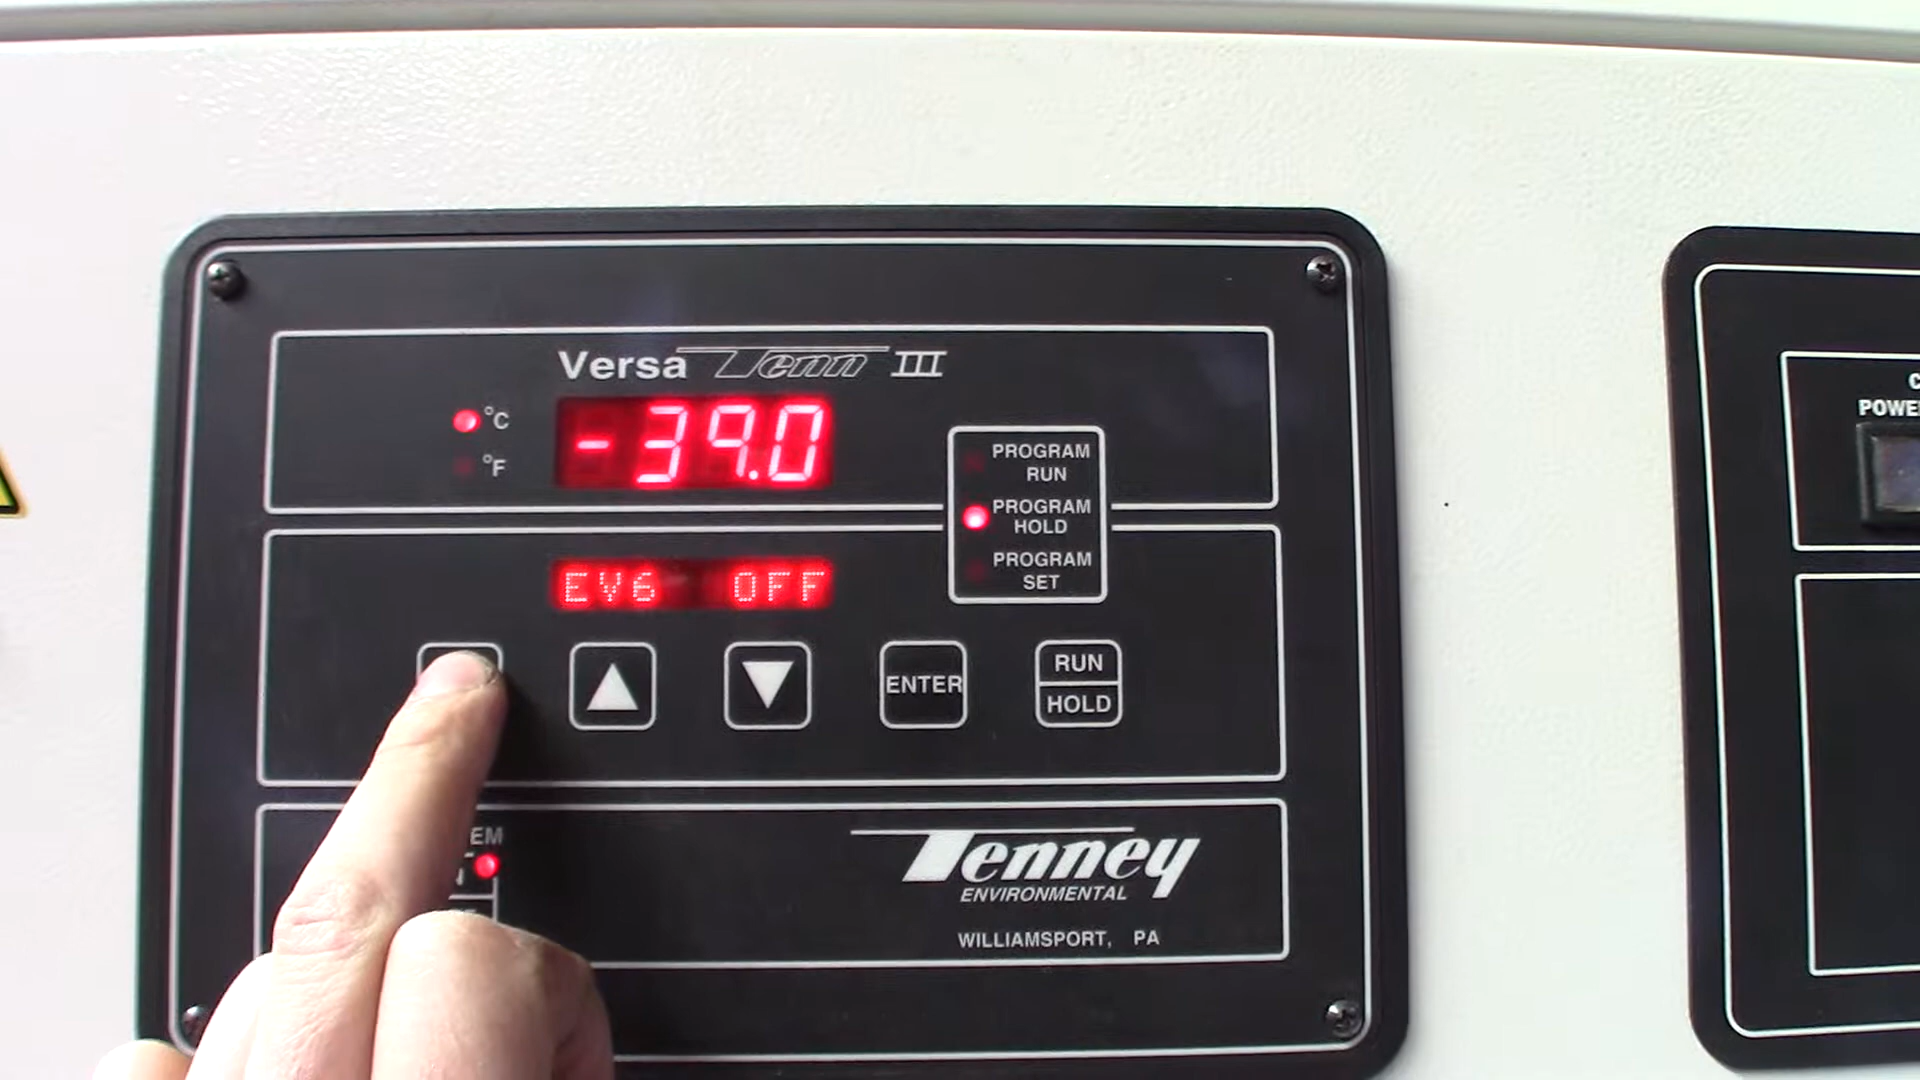 Versa Tenn III
°C
-39.0
°F
PROGRAM
RUN
PROGRAM
HOLD
PROGRAM
SET
EV6 OFF
ENTER
RUN
HOLD
EM
Tenney
ENVIRONMENTAL
WILLIAMSPORT, PA
POWE